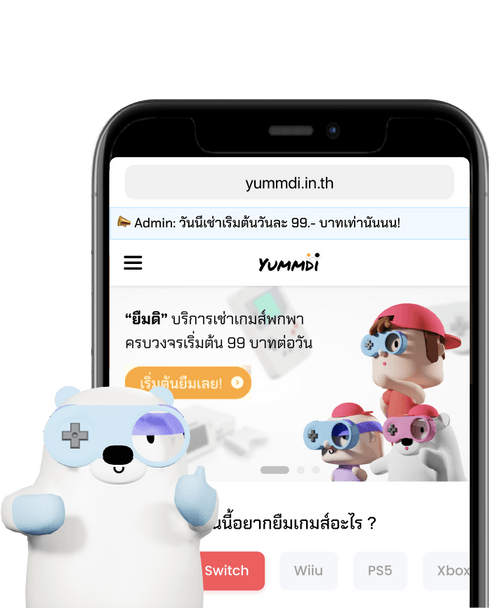 yummdi.in.th
Admin: วันนี้เช่าเริ่มต้นวันละ 99.- บาทเท่านันนน!
YUMMDI
“ยืมดิ” บริการเช่าเกมส์พกพา
ครบวงจรเริ่มต้น 99 บาทต่อวัน
เริ่มต้นยืมเลย!
นนี้อยากยืมเกมส์อะไร ?
Switch
Wiiu
PS5
Xbox